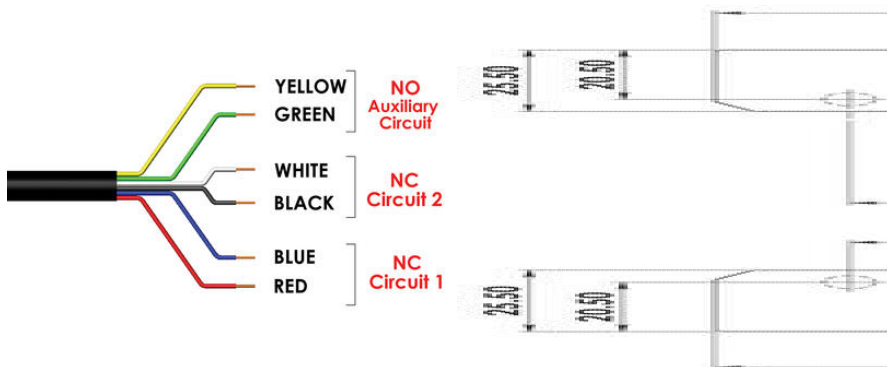 YELLOW
GREEN
NO
Auxiliary
Circuit
WHITE
BLACK
NC
Circuit 2
BLUE
RED
NC
Circuit 1
25.50
20.50
25.50
20.50